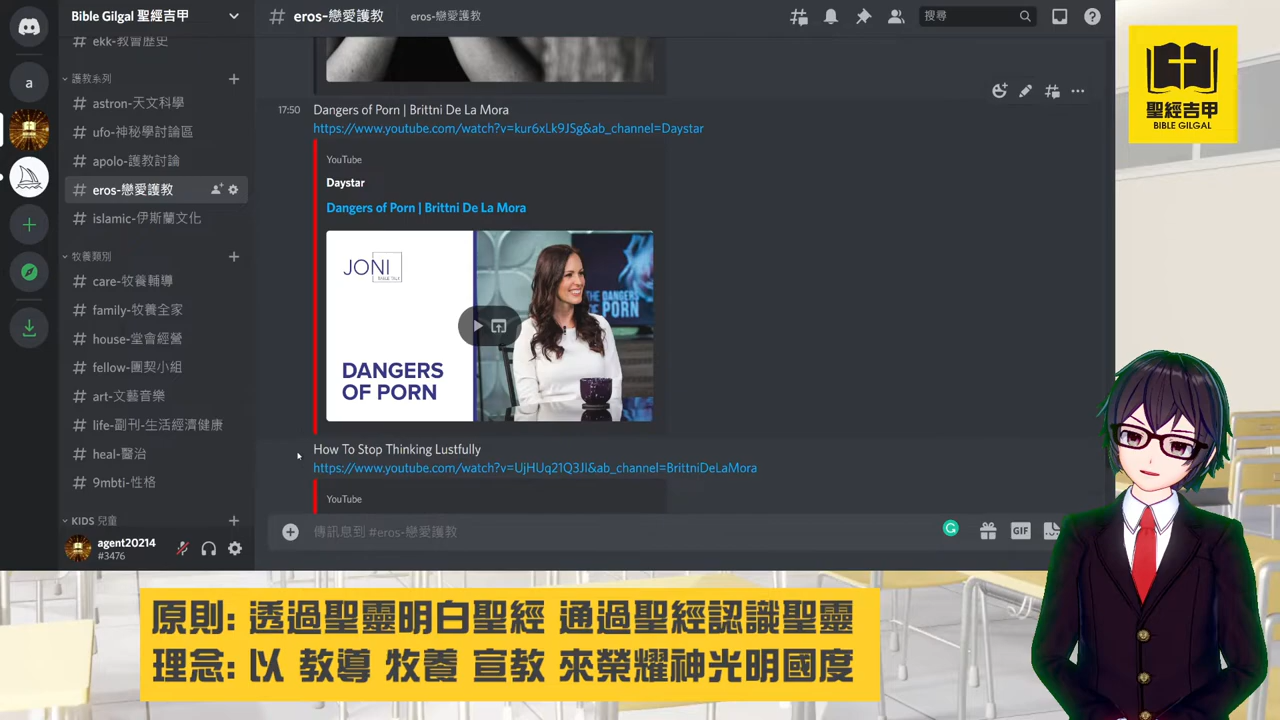 Bible Gilgal 聖經吉甲
ekk-教習歷史
護教系列
astron-天文科學
ufo-神秘學討論區
apolo-護教討論
eros-戀愛護教
islamic-伊斯蘭文化
牧養類別
care-牧養輔導
family-牧養全家
house-堂會經營
fellow-團契小組
art-文藝音樂
life-副刊-生活經濟健康
heal-醫治
9mbti-性格
KIDS 兒童
agent20214
#3476
a
eros-戀愛護教
eros-戀愛護教
搜尋
17:50 Dangers of Porn | Brittni De La Mora
https://www.youtube.com/watch?v=kur6xLk9JSg&ab_channel=Daystar
YouTube
Daystar
Dangers of Porn | Brittni De La Mora
JONI
BIBLE TALK
THE DANGERS
OF PORN
DANGERS
OF PORN
How To Stop Thinking Lustfully
https://www.youtube.com/watch?v=UjHUq21Q3JI&ab_channel=BrittniDeLaMora
YouTube
傳訊息到 #eros-戀愛護教
GIF
聖經吉甲
BIBLE GILGAL
原則: 透過聖靈明白聖經 通過聖經認識聖靈
理念: 以 教導 牧養 宣教 來榮耀神光明國度